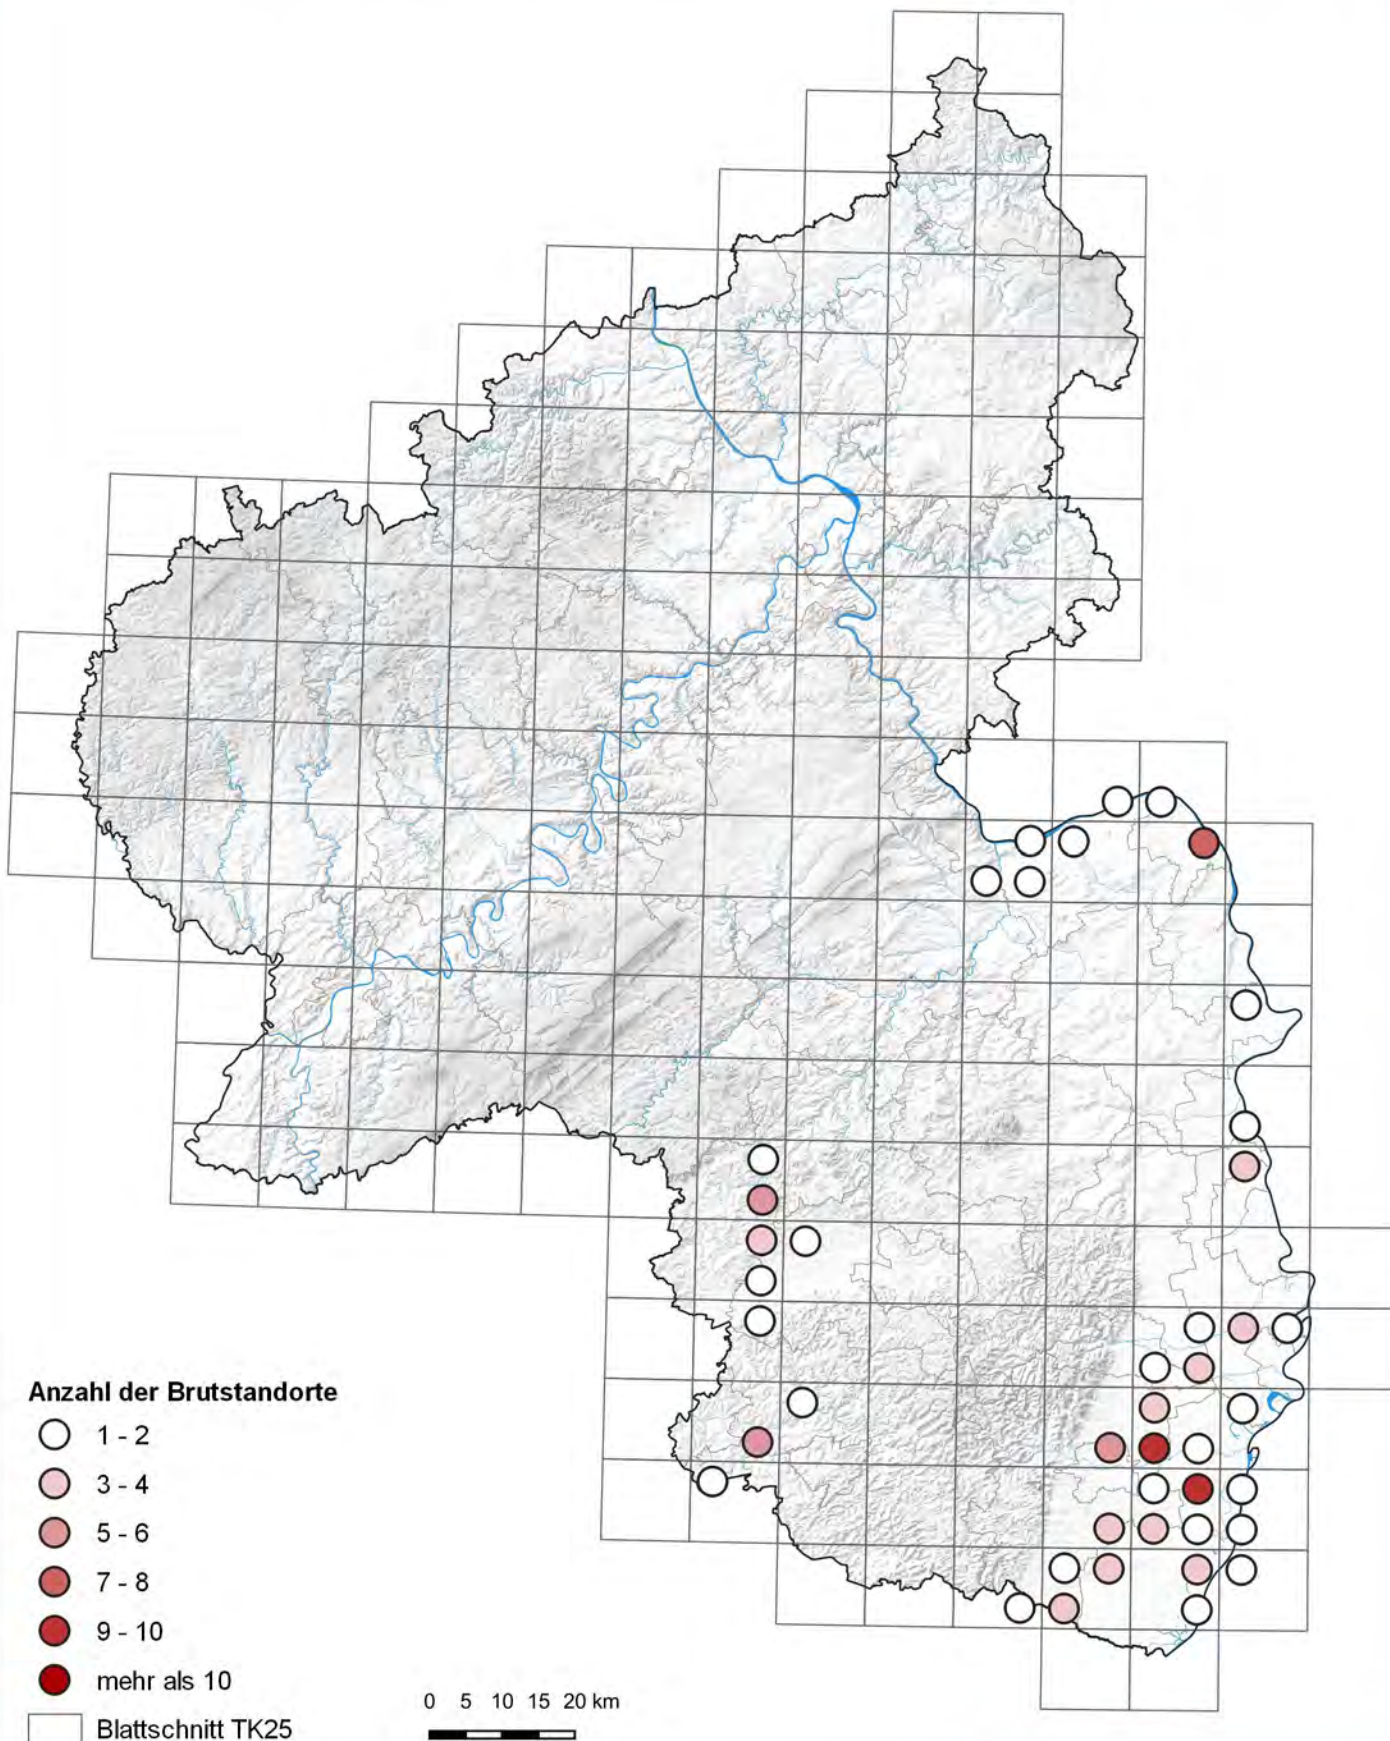 Anzahl der Brutstandorte
1 - 2
3 - 4
5 - 6
7 - 8
9 - 10
mehr als 10
Blattschnitt TK25
0 5 10 15 20 km